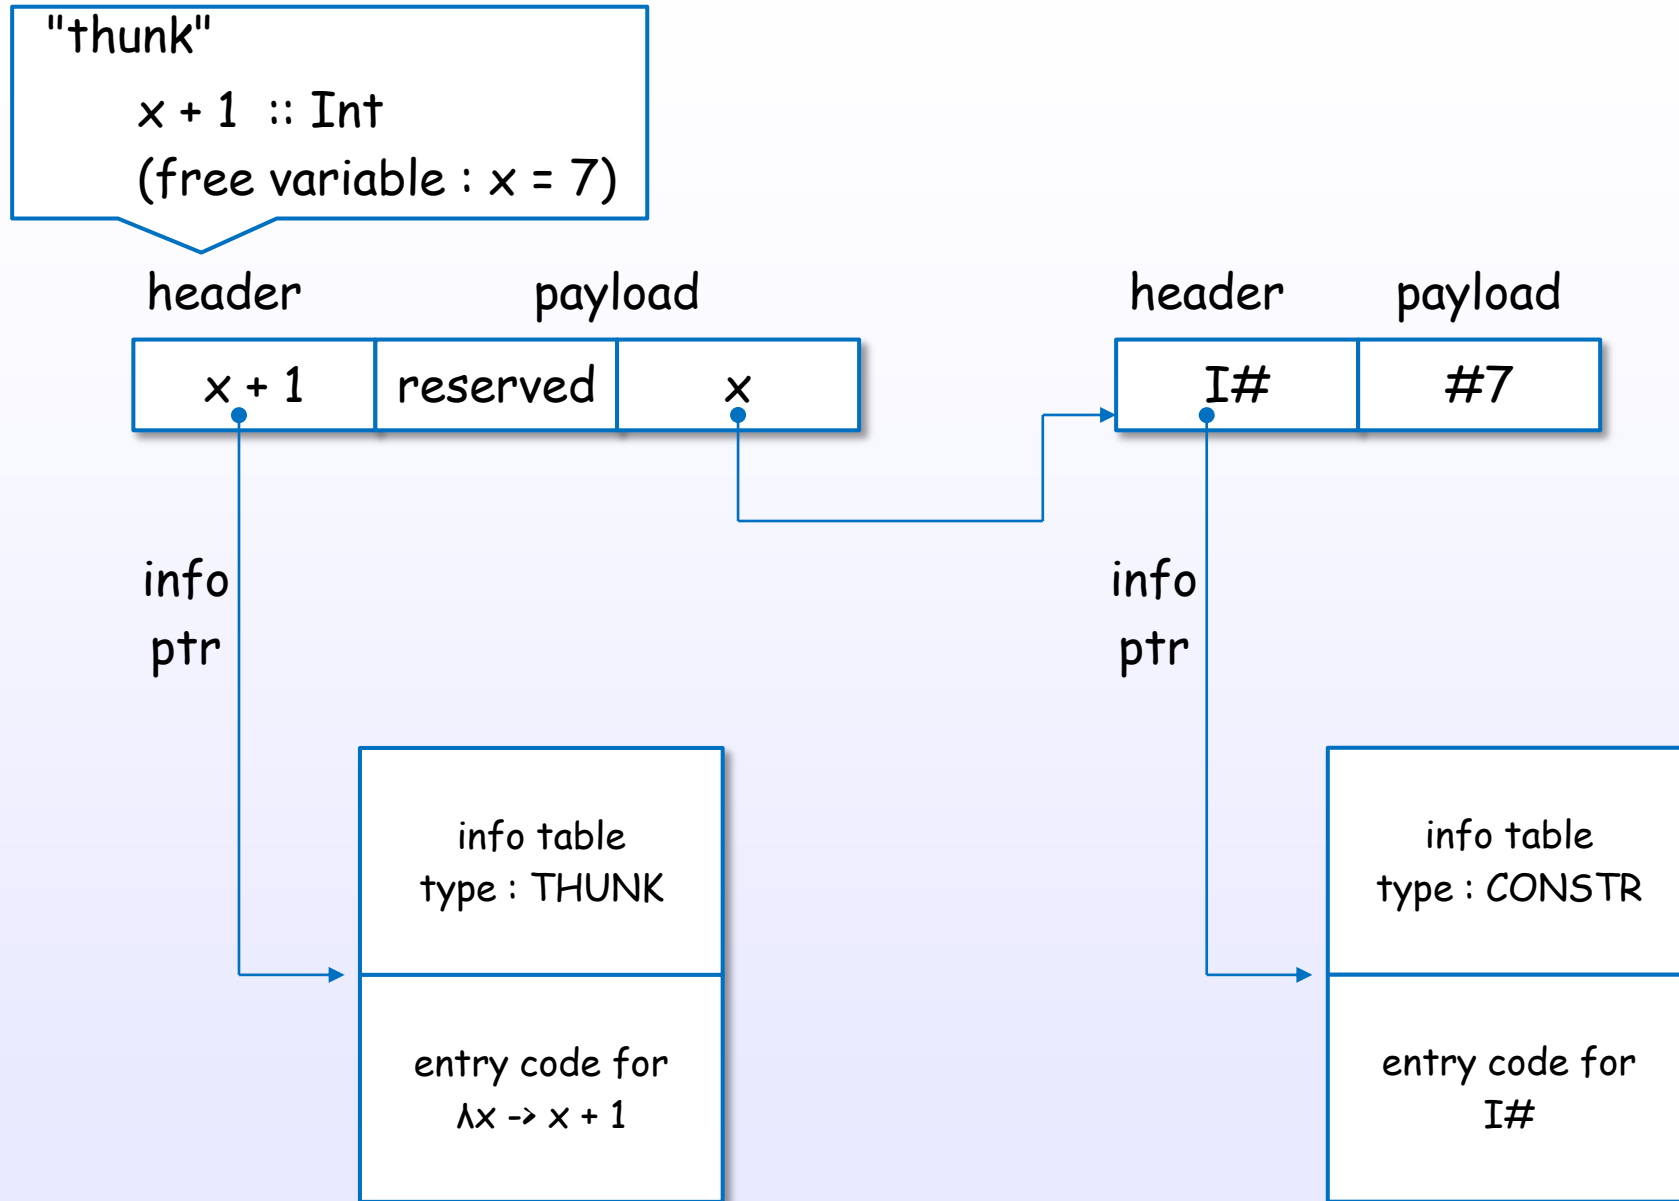 "thunk"
x + 1 :: Int
(free variable : x = 7)
header payload header payload
x + 1 reserved x I# #7
info
ptr
info
ptr
info table
type : THUNK
entry code for
λx -> x + 1
info table
type : CONSTR
entry code for
I#